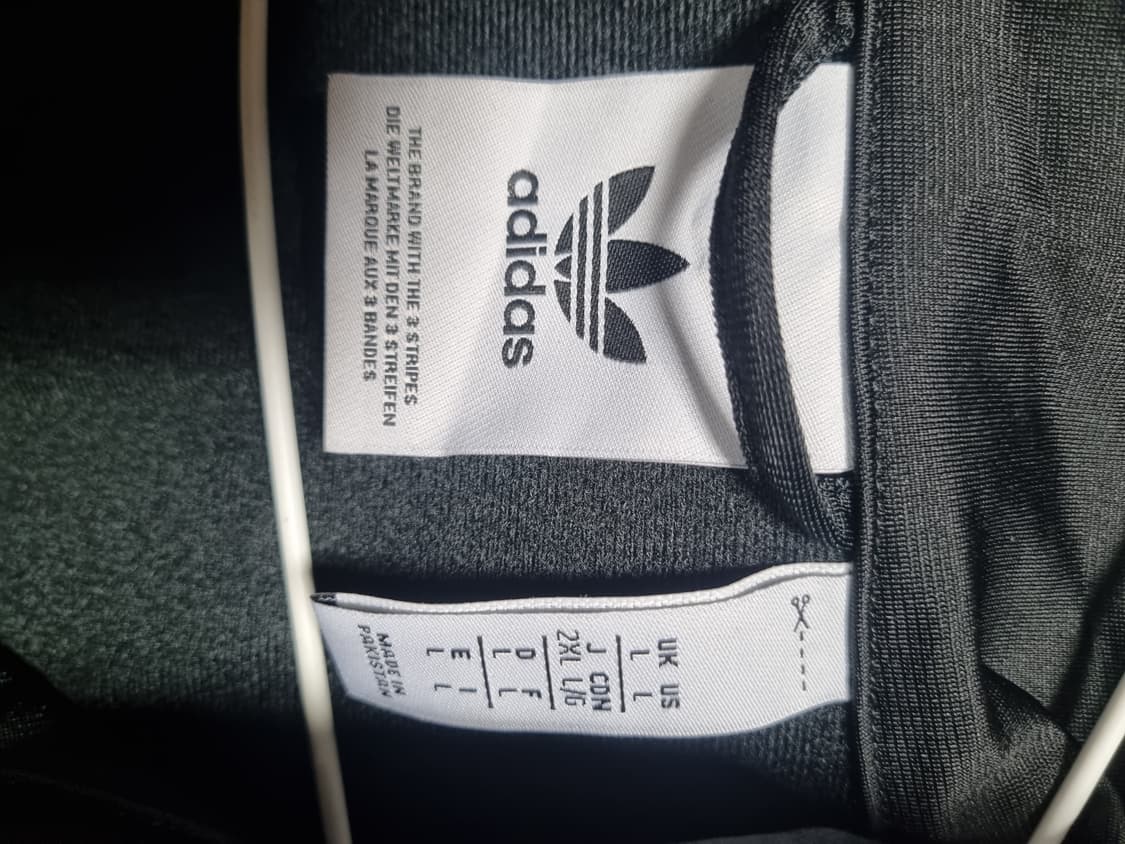 adidas
THE BRAND WITH THE 3 STRIPES
DIE WELTMARKE MIT DEN 3 STREIFEN
LA MARQUE AUX 3 BANDES
UK US
L L
J CDN
2XL L/G
D F
L L
E I
L L
MADE IN
PAKISTAN